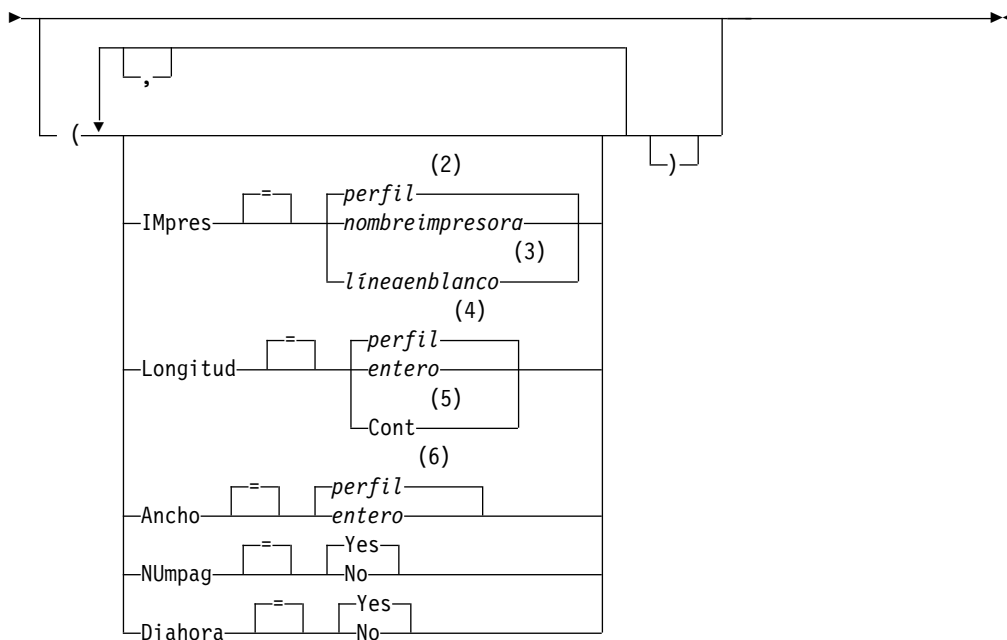 ,
(
)
(2)
=
perfil
IMpres
nombreimpresora
(3)
líneaenblanco
(4)
=
perfil
Longitud
entero
(5)
Cont
(6)
=
perfil
Ancho
entero
=
Yes
NUmpag
No
=
Yes
Diahora
No